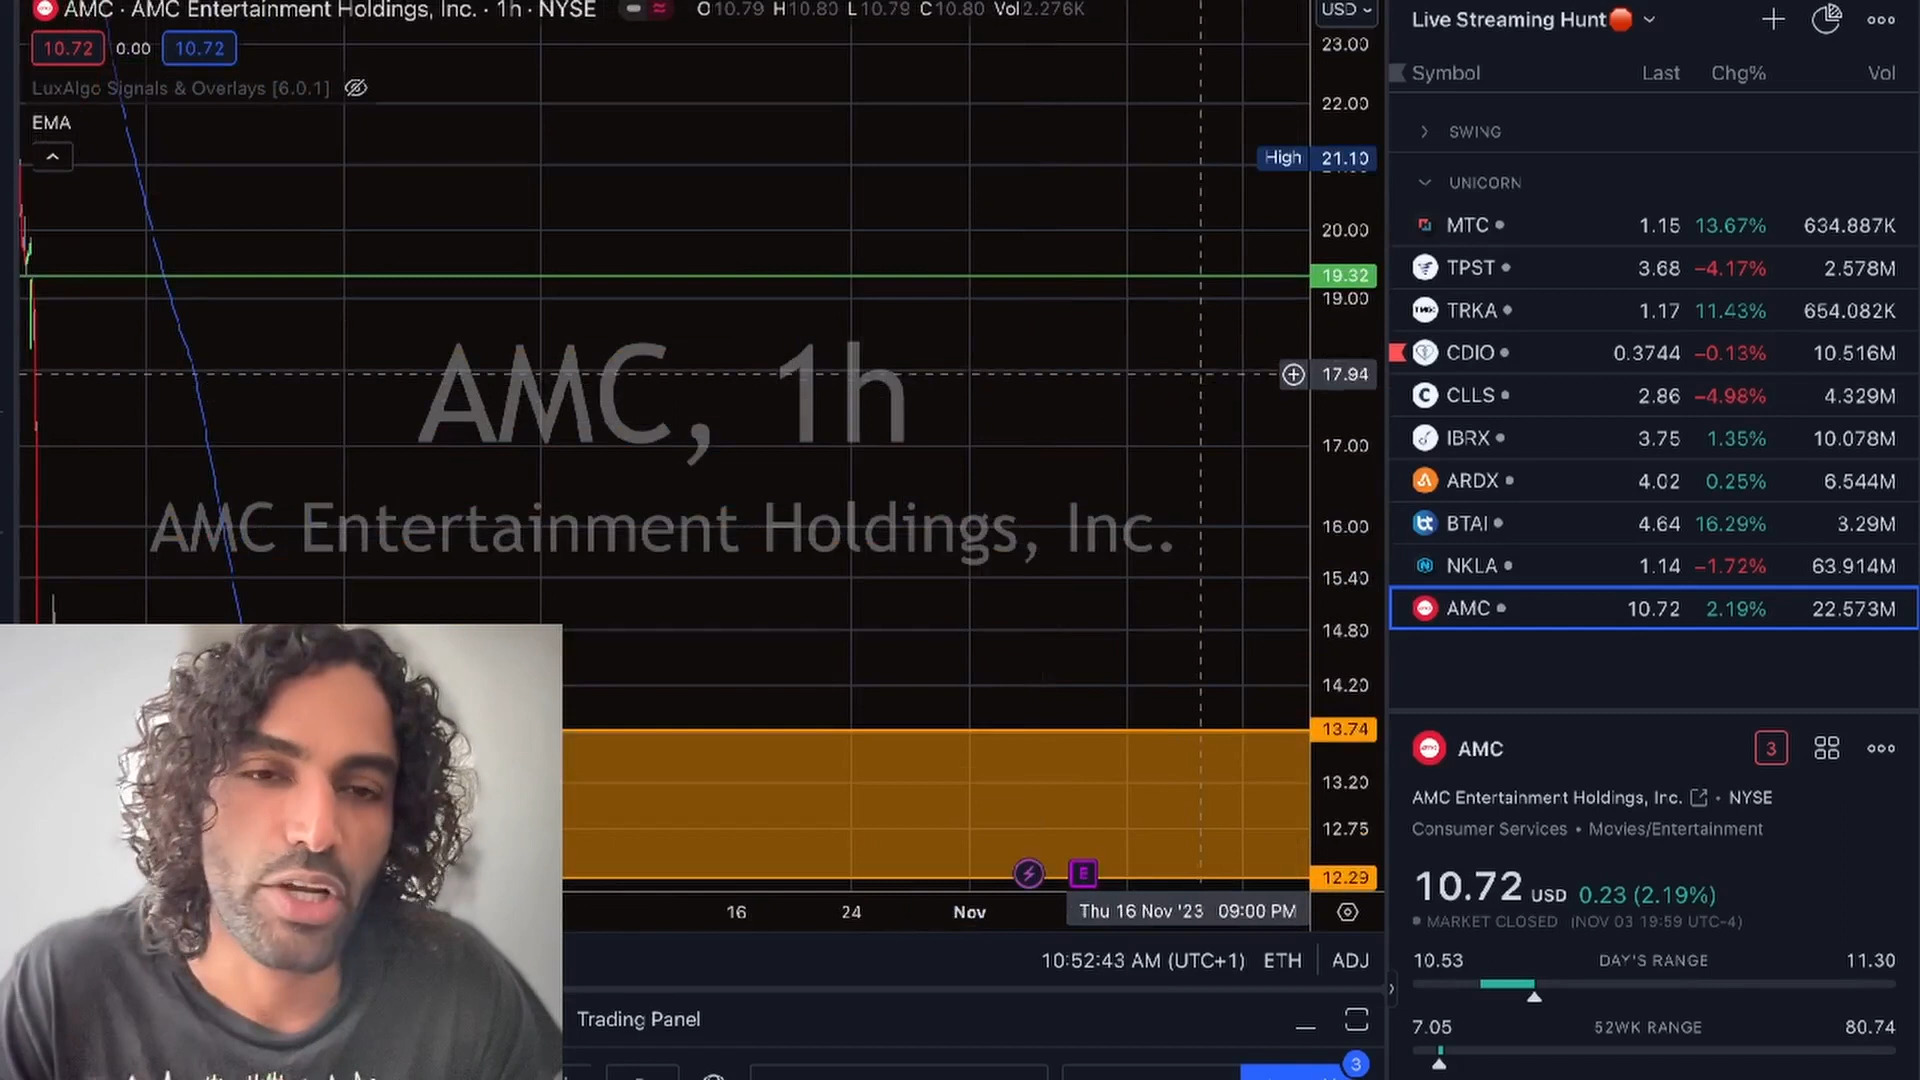 AMC · AMC Entertainment Holdings, Inc. · 1h · NYSE
O10.79 H10.80 L10.79 C10.80 Vol2.276K
USD
10.72 0.00 10.72
LuxAlgo Signals & Overlays [6.0.1]
EMA
23.00
22.00
High 21.10
20.00
19.32
19.00
17.94
17.00
16.00
15.40
14.80
14.20
13.74
13.20
12.75
12.29
AMC, 1h
AMC Entertainment Holdings, Inc.
E
16 24 Nov Thu 16 Nov '23 09:00 PM
10:52:43 AM (UTC+1) ETH ADJ
Trading Panel
3
Live Streaming Hunt
Symbol Last Chg% Vol
SWING
UNICORN
MTC 1.15 13.67% 634.887K
TPST 3.68 −4.17% 2.578M
TRKA 1.17 11.43% 654.082K
CDIO 0.3744 −0.13% 10.516M
CLLS 2.86 −4.98% 4.329M
IBRX 3.75 1.35% 10.078M
ARDX 4.02 0.25% 6.544M
BTAI 4.64 16.29% 3.29M
NKLA 1.14 −1.72% 63.914M
AMC 10.72 2.19% 22.573M
AMC 3
AMC Entertainment Holdings, Inc. • NYSE
Consumer Services • Movies/Entertainment
10.72 USD 0.23 (2.19%)
MARKET CLOSED (NOV 03 19:59 UTC-4)
10.53 DAY'S RANGE 11.30
7.05 52WK RANGE 80.74